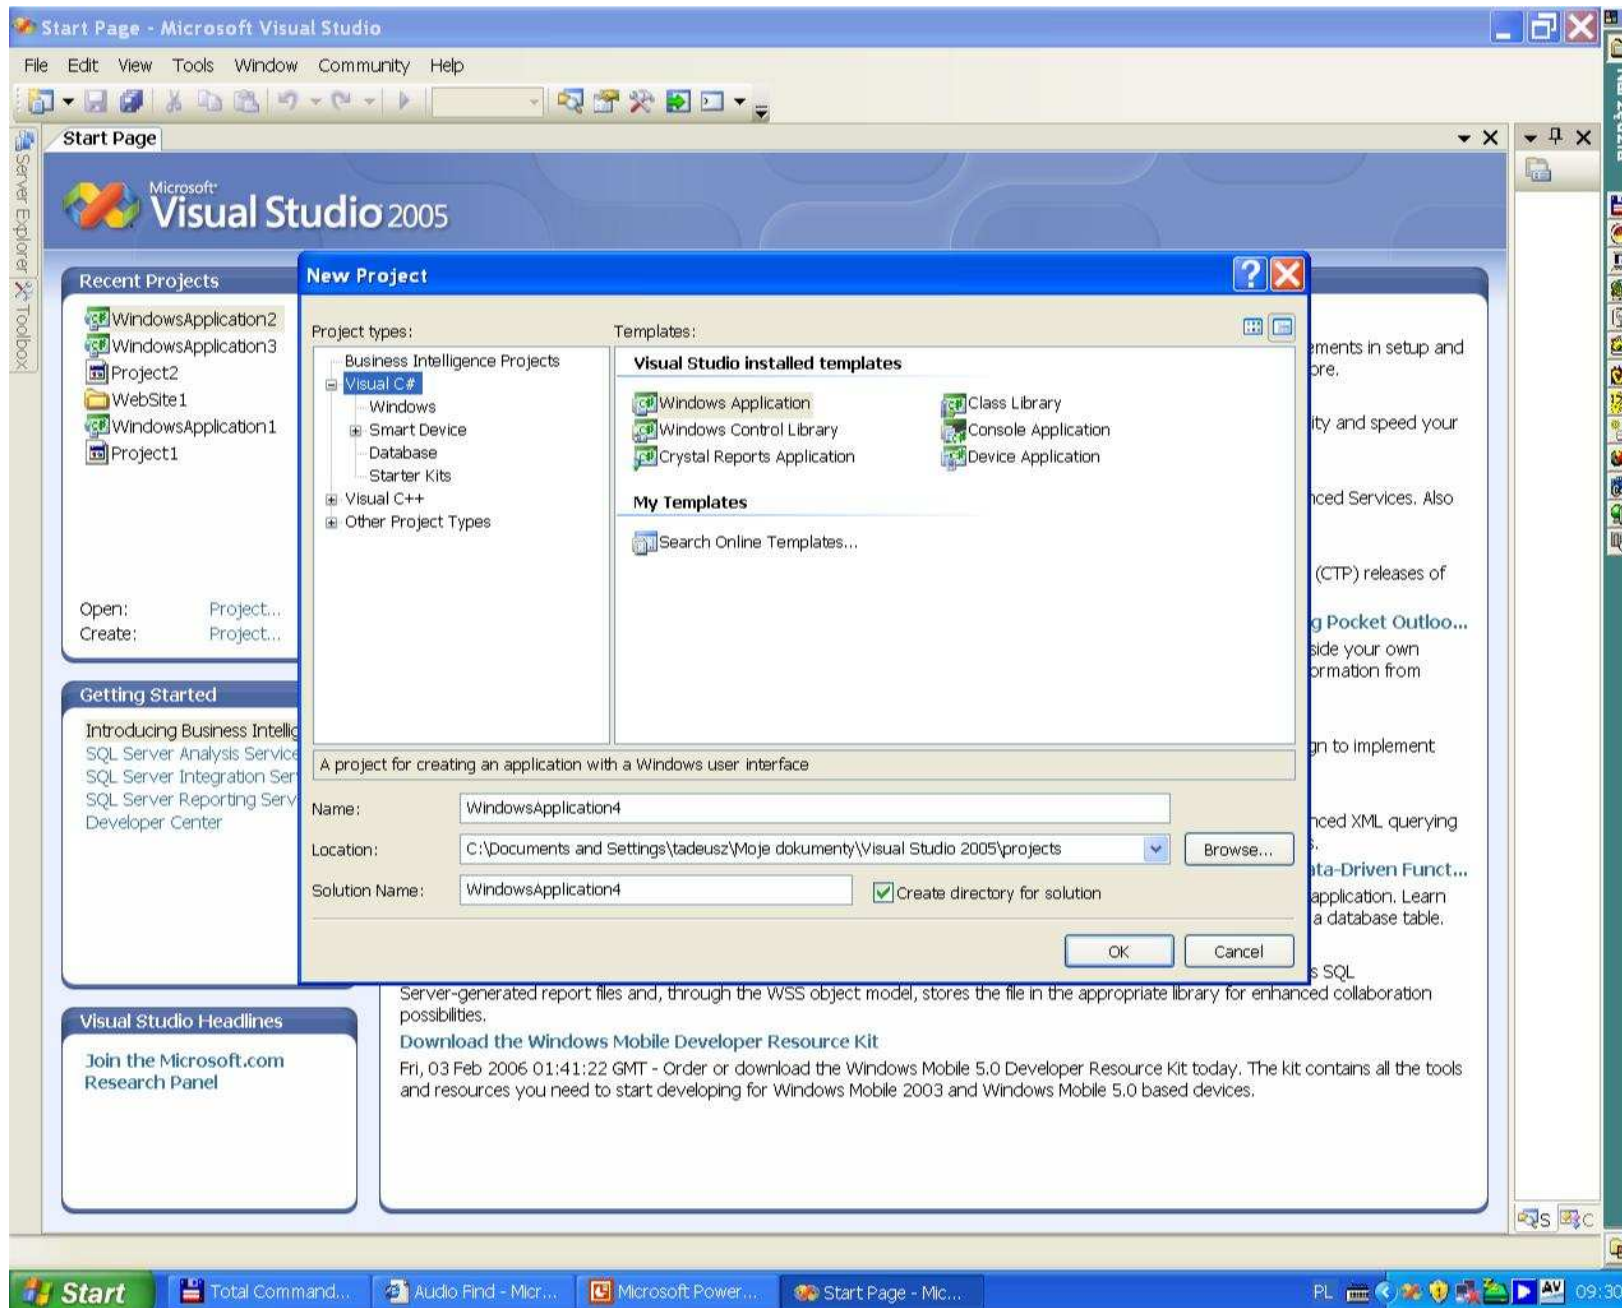 Start Page - Microsoft Visual Studio
File Edit View Tools Window Community Help
Server Explorer
Toolbox
Start Page
Microsoft
Visual Studio 2005
Recent Projects
WindowsApplication2
WindowsApplication3
Project2
WebSite1
WindowsApplication1
Project1
Open: Project...
Create: Project...
Getting Started
Introducing Business Intellig
SQL Server Analysis Service
SQL Server Integration Ser
SQL Server Reporting Serv
Developer Center
Visual Studio Headlines
Join the Microsoft.com
Research Panel
New Project
Project types:
Business Intelligence Projects
Visual C#
Windows
Smart Device
Database
Starter Kits
Visual C++
Other Project Types
Templates:
Visual Studio installed templates
Windows Application
Windows Control Library
Crystal Reports Application
Class Library
Console Application
Device Application
My Templates
Search Online Templates...
A project for creating an application with a Windows user interface
Name: WindowsApplication4
Location: C:\Documents and Settings\tadeusz\Moje dokumenty\Visual Studio 2005\projects Browse...
Solution Name: WindowsApplication4 Create directory for solution
OK Cancel
ements in setup and
ore.
ity and speed your
nced Services. Also
(CTP) releases of
g Pocket Outloo...
side your own
ormation from
gn to implement
nced XML querying
s.
ata-Driven Funct...
application. Learn
a database table.
s SQL
Server-generated report files and, through the WSS object model, stores the file in the appropriate library for enhanced collaboration
possibilities.
Download the Windows Mobile Developer Resource Kit
Fri, 03 Feb 2006 01:41:22 GMT - Order or download the Windows Mobile 5.0 Developer Resource Kit today. The kit contains all the tools
and resources you need to start developing for Windows Mobile 2003 and Windows Mobile 5.0 based devices.
S C
Start Total Command... Audio Find - Micr... Microsoft Power... Start Page - Mic... PL AV 09:30